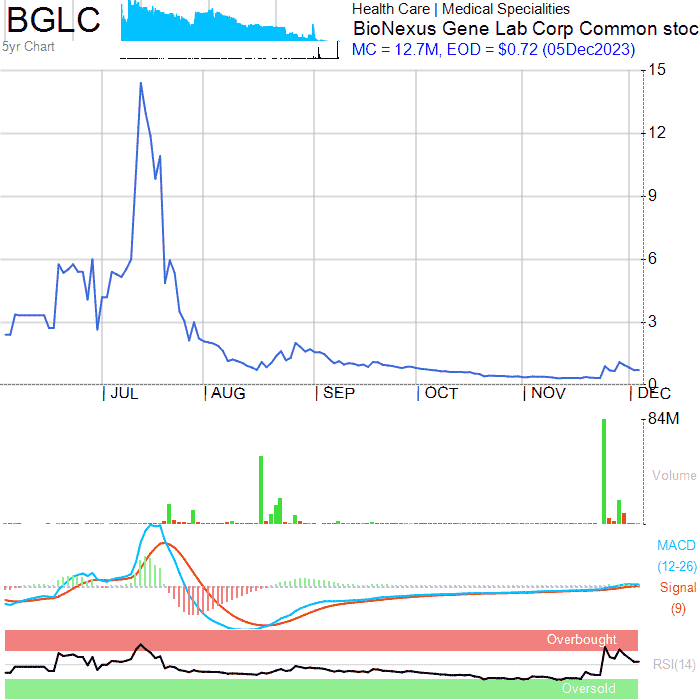 BGLC
5yr Chart
Health Care | Medical Specialities
BioNexus Gene Lab Corp Common stoc
MC = 12.7M, EOD = $0.72 (05Dec2023)
15
12
9
6
3
0
JUL
AUG
SEP
OCT
NOV
DEC
84M
Volume
MACD
(12-26)
Signal
(9)
Overbought
RSI(14)
Oversold